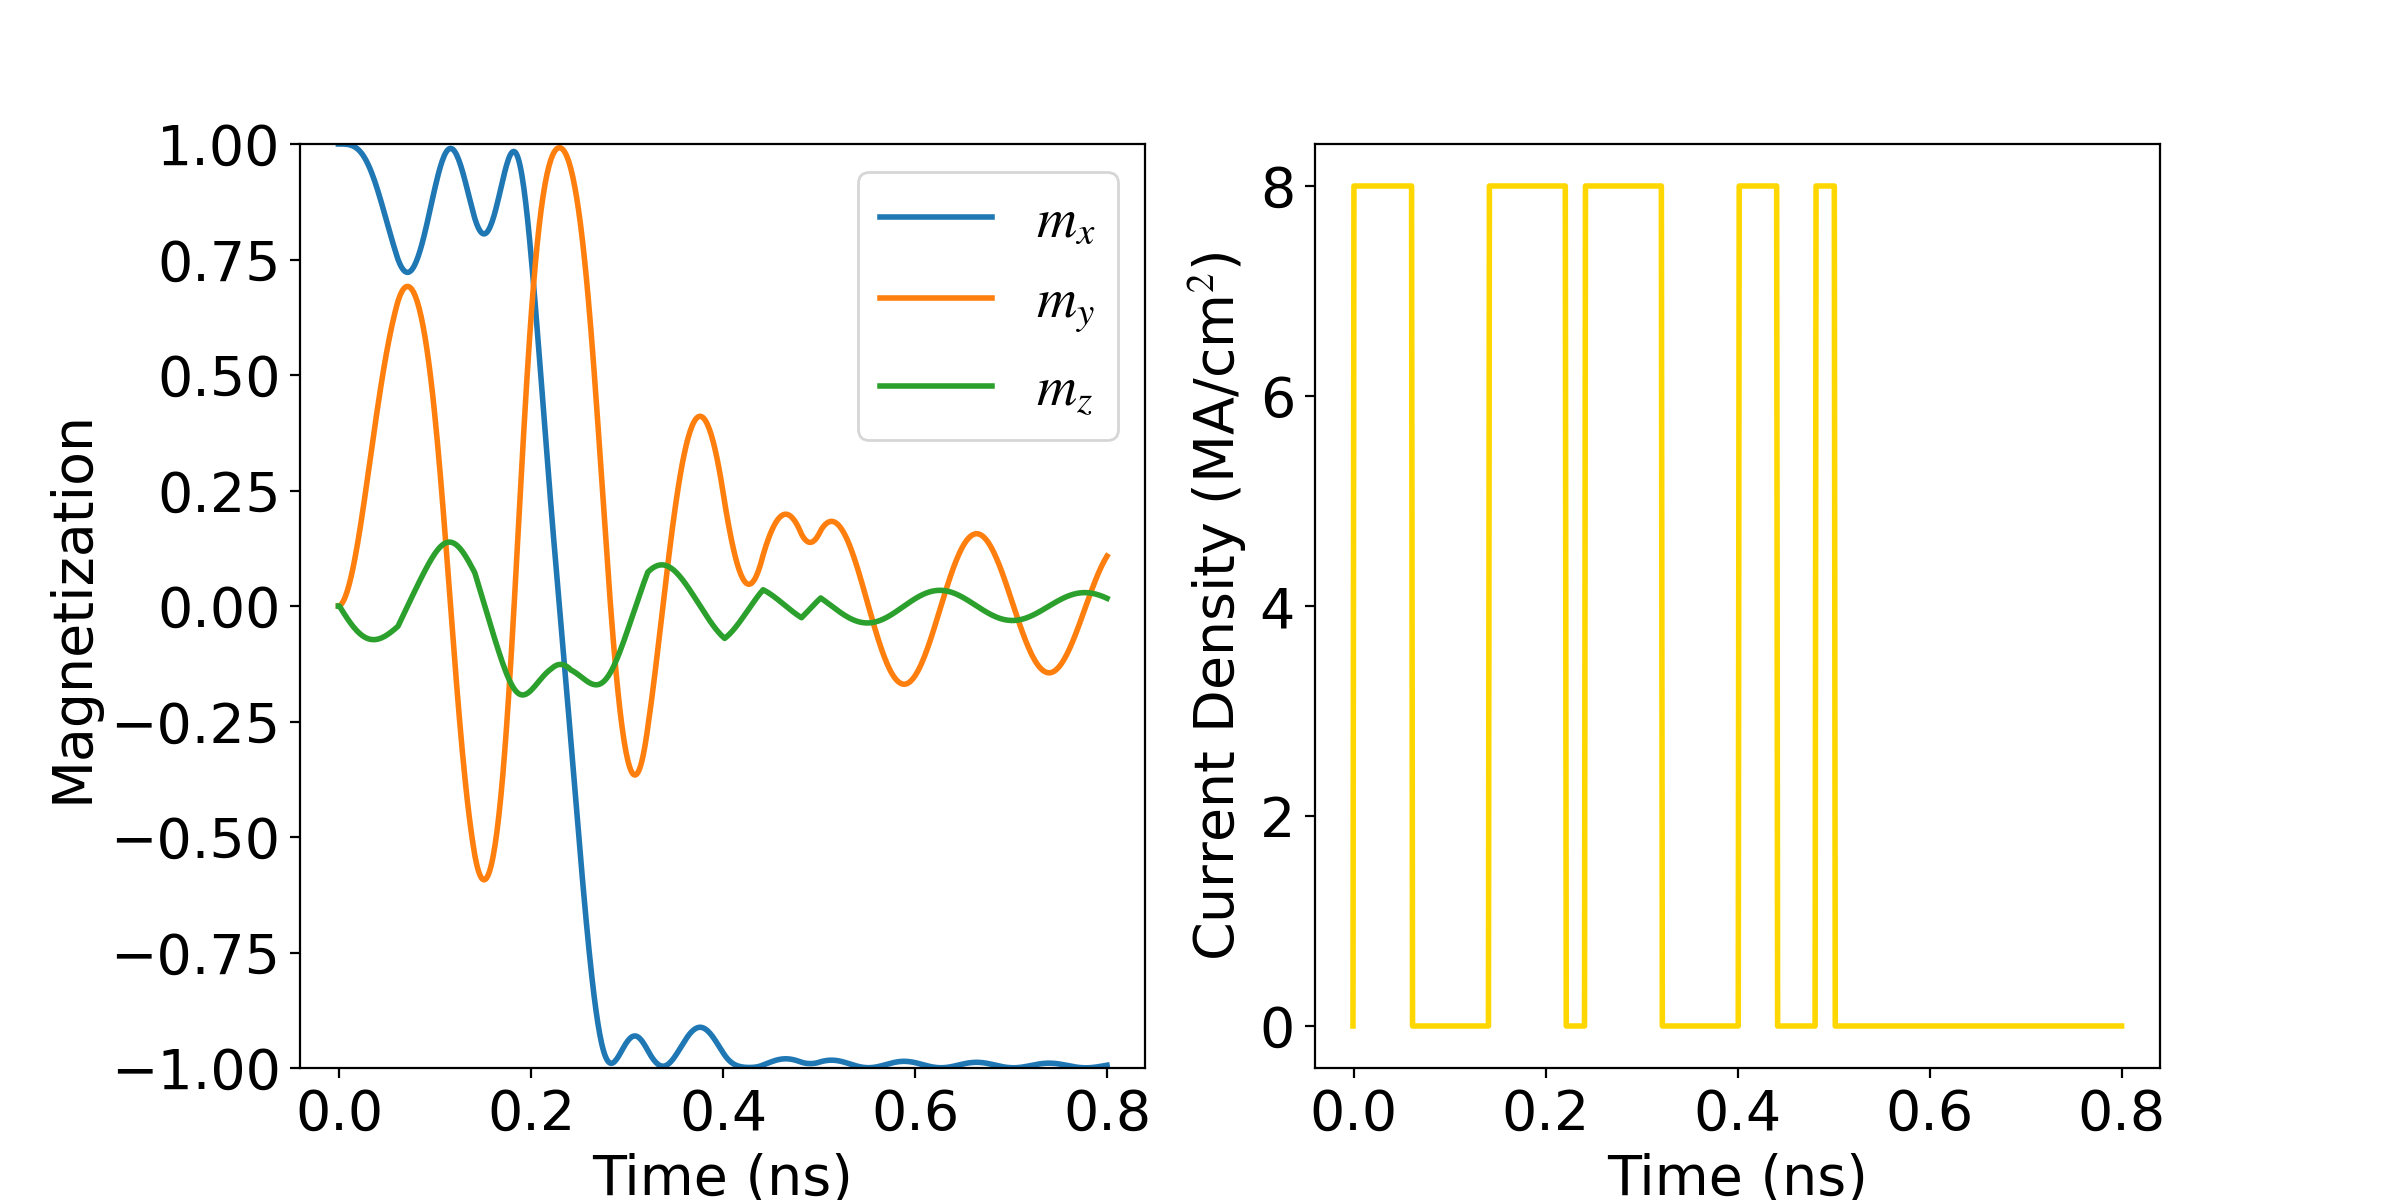 1.00
0.75
0.50
0.25
0.00
−0.25
−0.50
−0.75
−1.00
Magnetization
0.0 0.2 0.4 0.6 0.8
Time (ns)
m_x
m_y
m_z
8
6
4
2
0
Current Density (MA/cm²)
0.0 0.2 0.4 0.6 0.8
Time (ns)